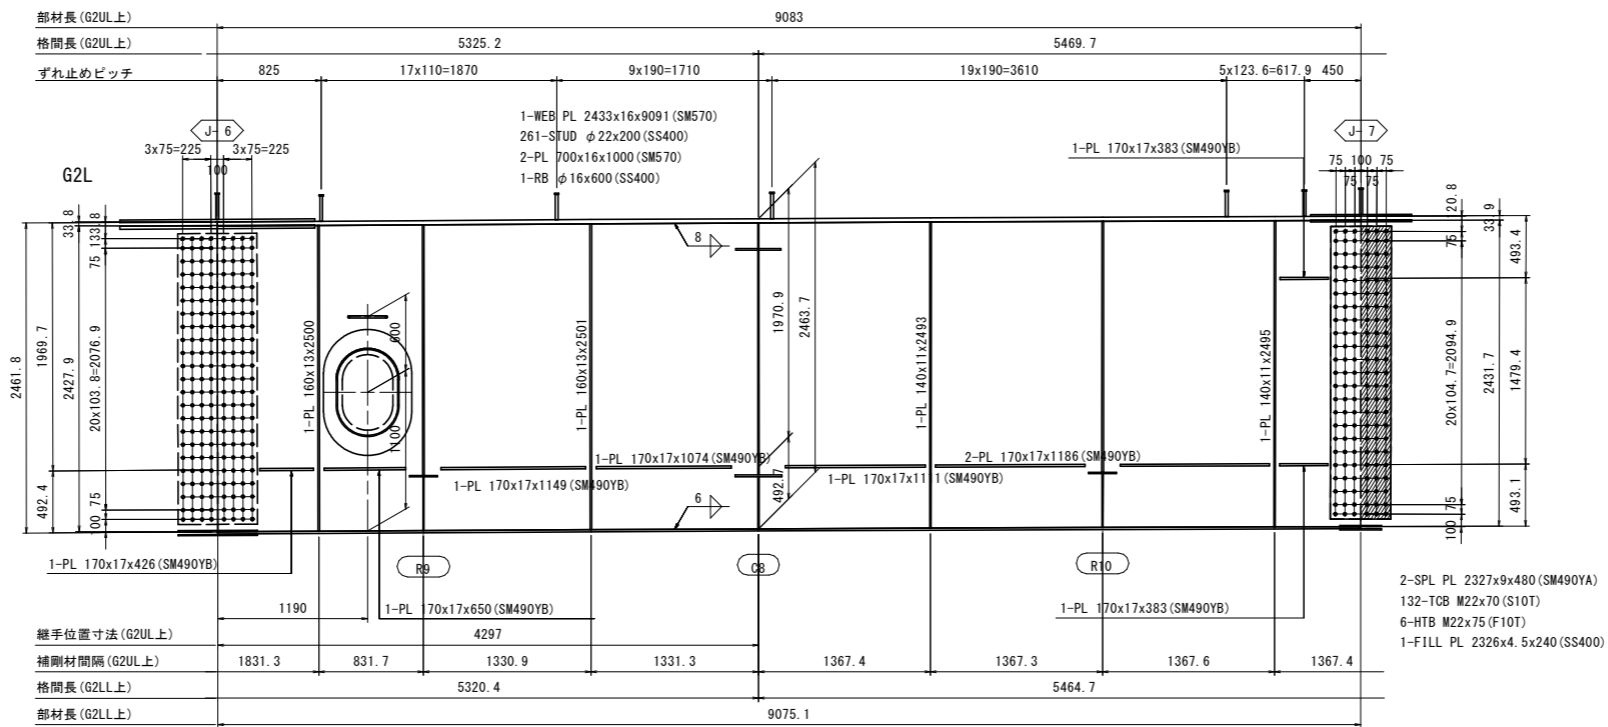 部材長(G2UL上)
9083
格間長(G2UL上)
5325.2
5469.7
ずれ止めピッチ
825
17x110=1870
9x190=1710
19x190=3610
5x123.6=617.9
450
1-WEB PL 2433x16x9091(SM570)
261-STUD φ22x200(SS400)
2-PL 700x16x1000(SM570)
1-RB φ16x600(SS400)
J-6
3x75=225
3x75=225
100
G2L
1-PL 170x17x383(SM490YB)
J-7
75
100
75
75
75
33.8
133.8
75
2461.8
1969.7
2427.9
20x103.8=2076.9
492.4
75
100
1-PL 160x13x2500
600
1100
1-PL 160x13x2501
8
1970.9
2463.7
492.7
1-PL 140x11x2493
1-PL 140x11x2495
20.8
33.9
75
493.4
20x104.7=2094.9
2431.7
1479.4
493.1
75
100
1-PL 170x17x1074(SM490YB)
2-PL 170x17x1186(SM490YB)
1-PL 170x17x1149(SM490YB)
1-PL 170x17x1111(SM490YB)
6
1-PL 170x17x426(SM490YB)
R9
C8
R10
1190
1-PL 170x17x650(SM490YB)
1-PL 170x17x383(SM490YB)
2-SPL PL 2327x9x480(SM490YA)
132-TCB M22x70(S10T)
6-HTB M22x75(F10T)
1-FILL PL 2326x4.5x240(SS400)
継手位置寸法(G2UL上)
4297
補剛材間隔(G2UL上)
1831.3
831.7
1330.9
1331.3
1367.4
1367.3
1367.6
1367.4
格間長(G2LL上)
5320.4
5464.7
部材長(G2LL上)
9075.1